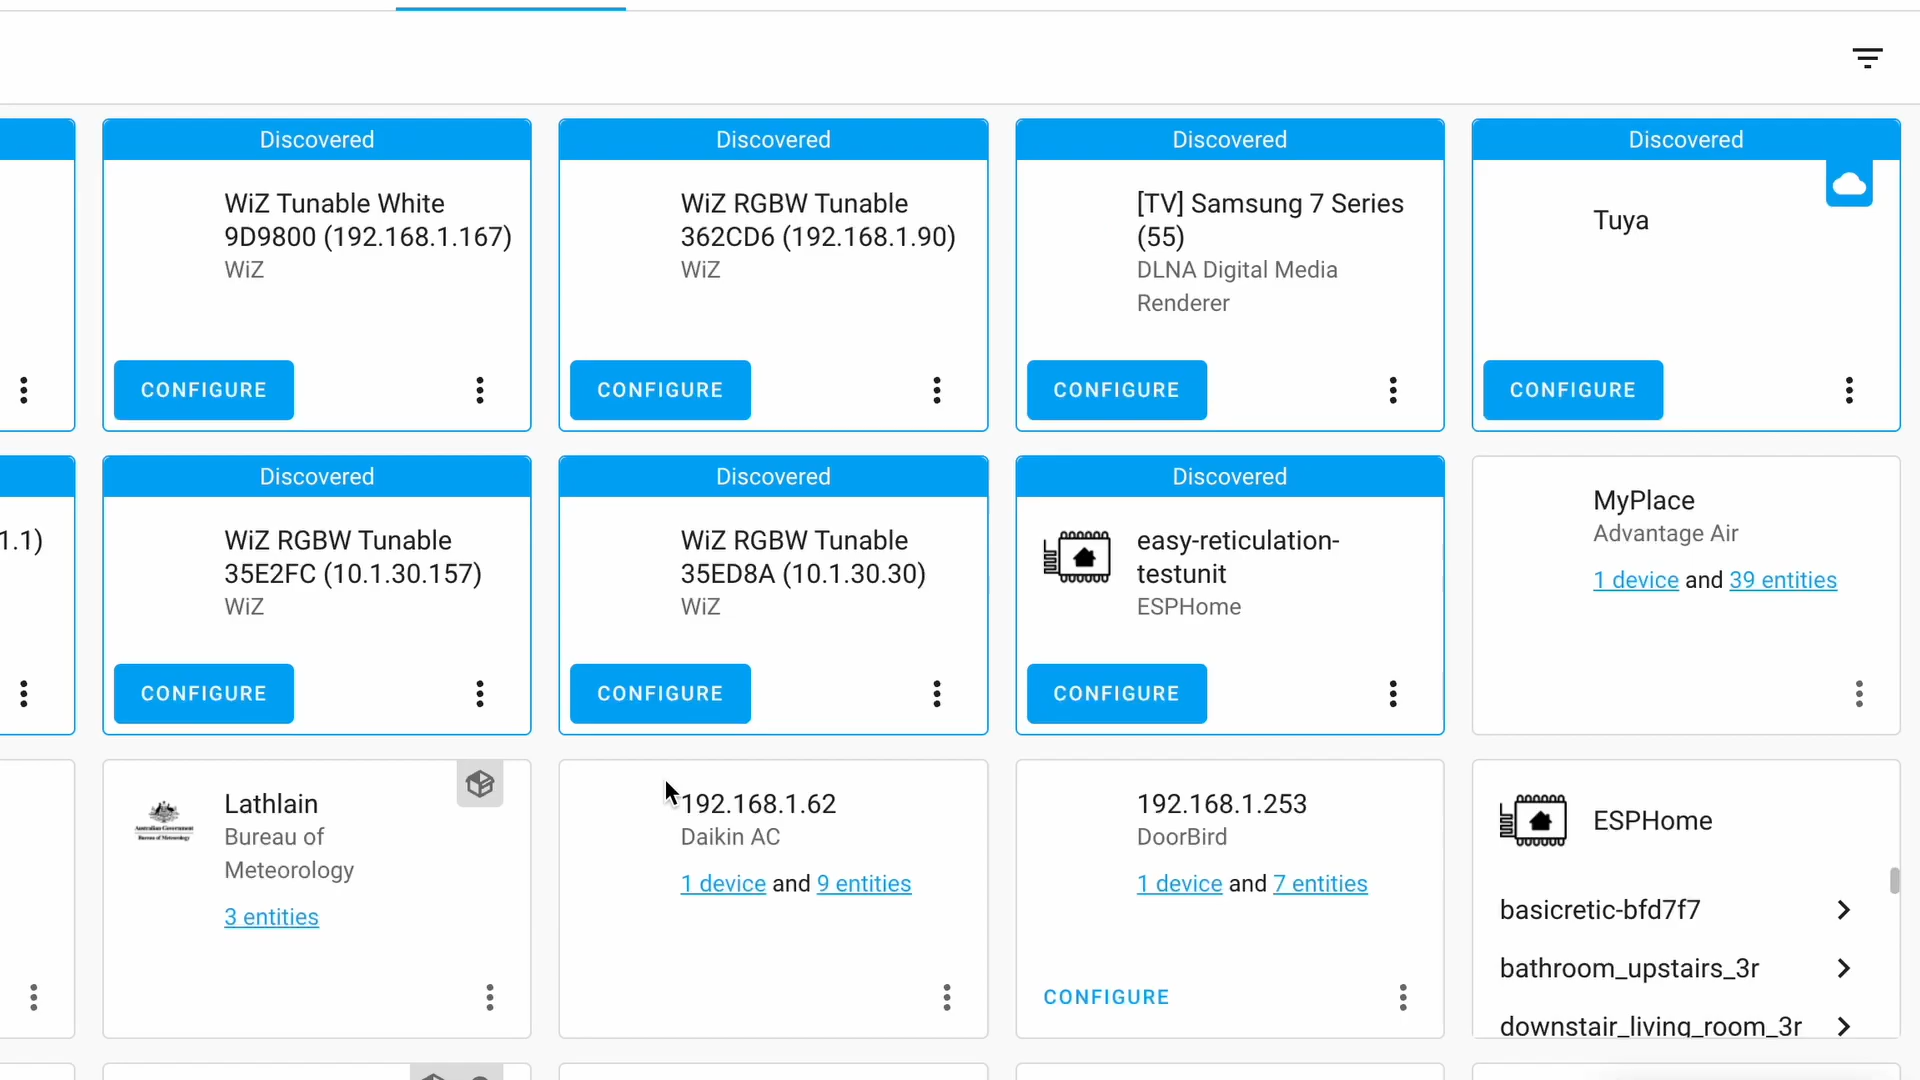 Discovered
WiZ Tunable White
9D9800 (192.168.1.167)
WiZ
CONFIGURE
Discovered
WiZ RGBW Tunable
362CD6 (192.168.1.90)
WiZ
CONFIGURE
Discovered
[TV] Samsung 7 Series
(55)
DLNA Digital Media
Renderer
CONFIGURE
Discovered
Tuya
CONFIGURE
1.1)
Discovered
WiZ RGBW Tunable
35E2FC (10.1.30.157)
WiZ
CONFIGURE
Discovered
WiZ RGBW Tunable
35ED8A (10.1.30.30)
WiZ
CONFIGURE
Discovered
easy-reticulation-
testunit
ESPHome
CONFIGURE
MyPlace
Advantage Air
1 device and 39 entities
Australian Government
Bureau of Meteorology
Lathlain
Bureau of
Meteorology
3 entities
192.168.1.62
Daikin AC
1 device and 9 entities
192.168.1.253
DoorBird
1 device and 7 entities
CONFIGURE
ESPHome
basicretic-bfd7f7
bathroom_upstairs_3r
downstair_living_room_3r